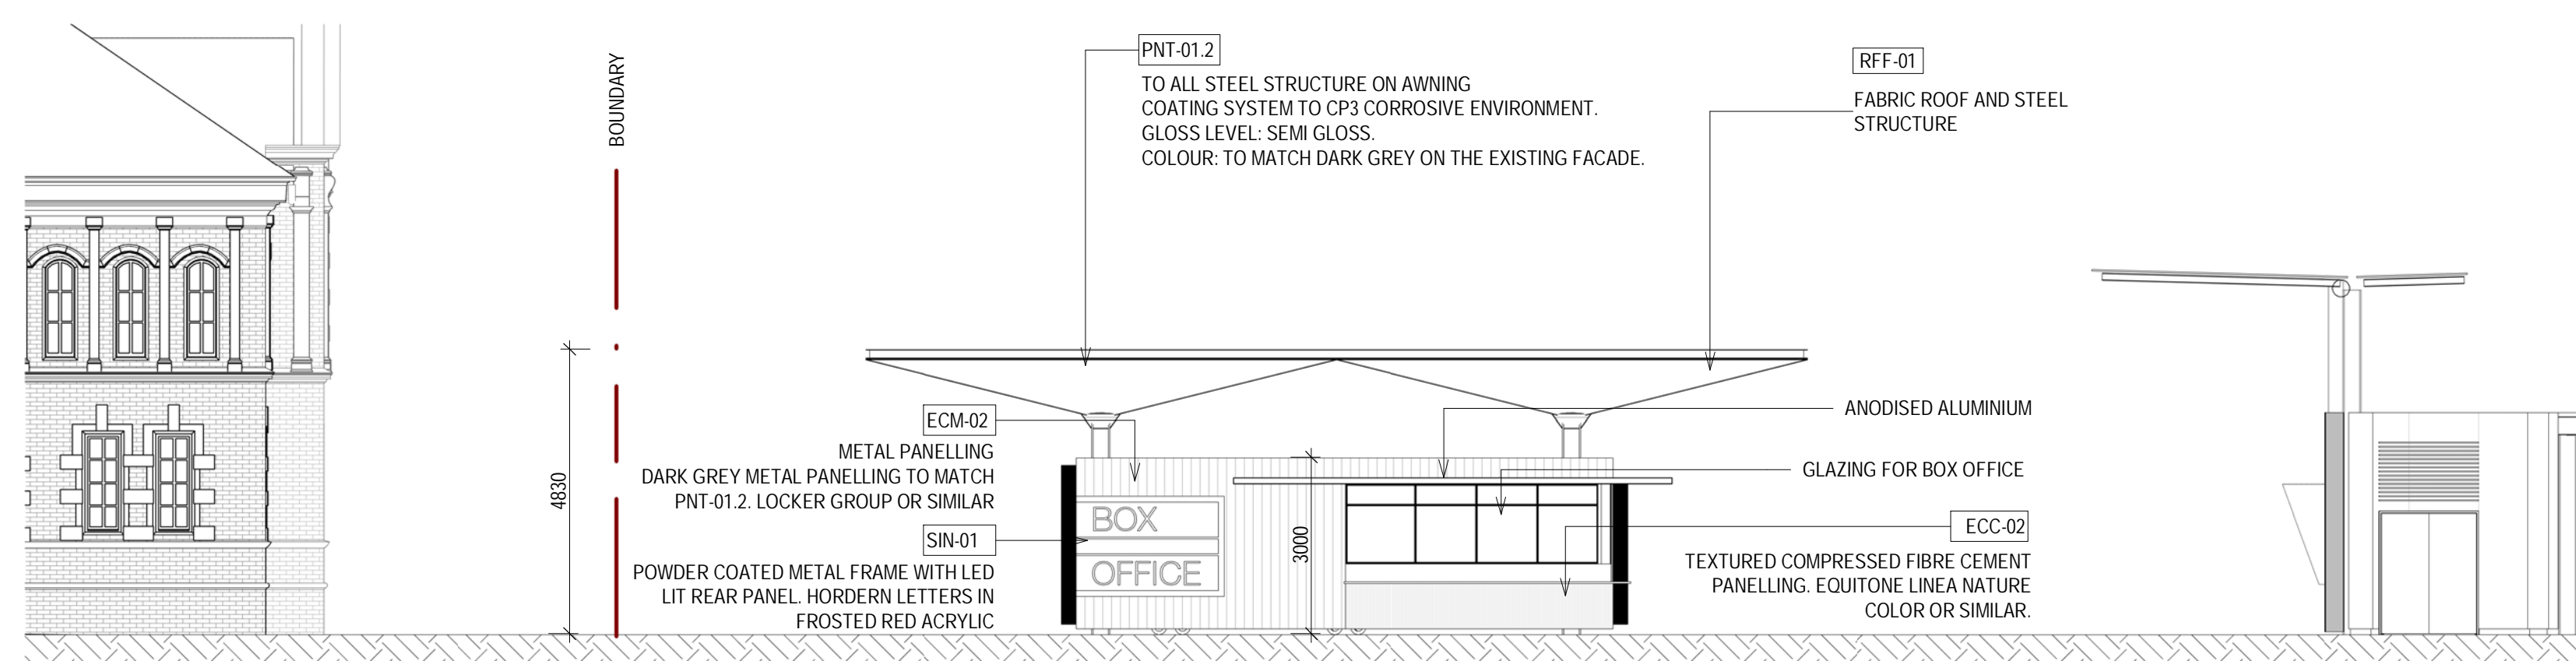 BOUNDARY
PNT-01.2
TO ALL STEEL STRUCTURE ON AWNING
COATING SYSTEM TO CP3 CORROSIVE ENVIRONMENT.
GLOSS LEVEL: SEMI GLOSS.
COLOUR: TO MATCH DARK GREY ON THE EXISTING FACADE.
RFF-01
FABRIC ROOF AND STEEL
STRUCTURE
4830
ECM-02
METAL PANELLING
DARK GREY METAL PANELLING TO MATCH
PNT-01.2. LOCKER GROUP OR SIMILAR
SIN-01
POWDER COATED METAL FRAME WITH LED
LIT REAR PANEL. HORDERN LETTERS IN
FROSTED RED ACRYLIC
BOX
OFFICE
3000
ANODISED ALUMINIUM
GLAZING FOR BOX OFFICE
ECC-02
TEXTURED COMPRESSED FIBRE CEMENT
PANELLING. EQUITONE LINEA NATURE
COLOR OR SIMILAR.